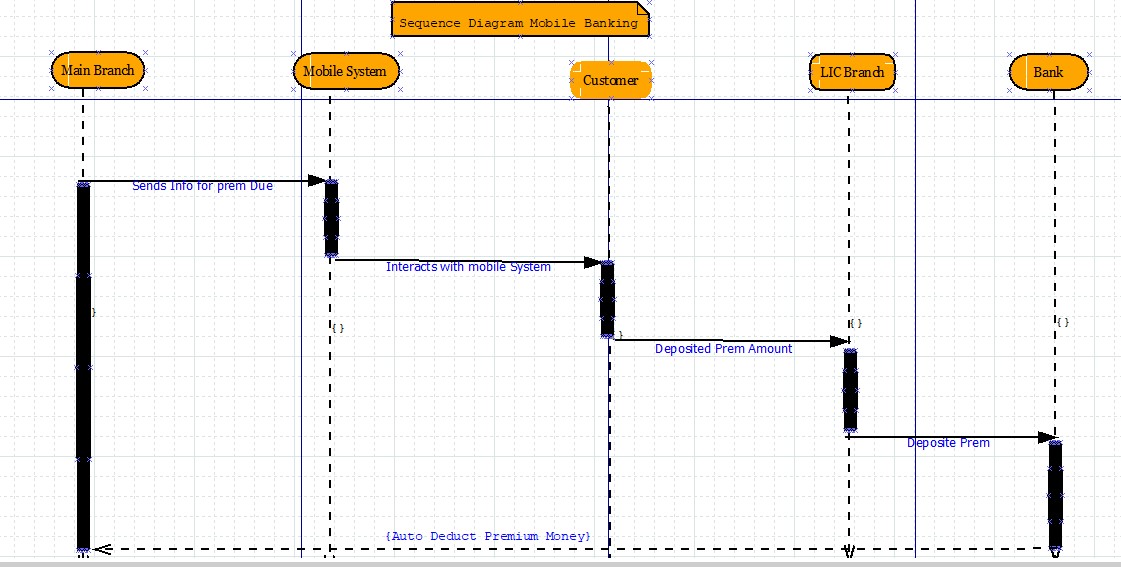 Sequence Diagram Mobile Banking
Main Branch
Mobile System
Customer
LIC Branch
Bank
Sends Info for prem Due
Interacts with mobile System
}
{}
}
{}
{}
Deposited Prem Amount
Deposite Prem
{Auto Deduct Premium Money}